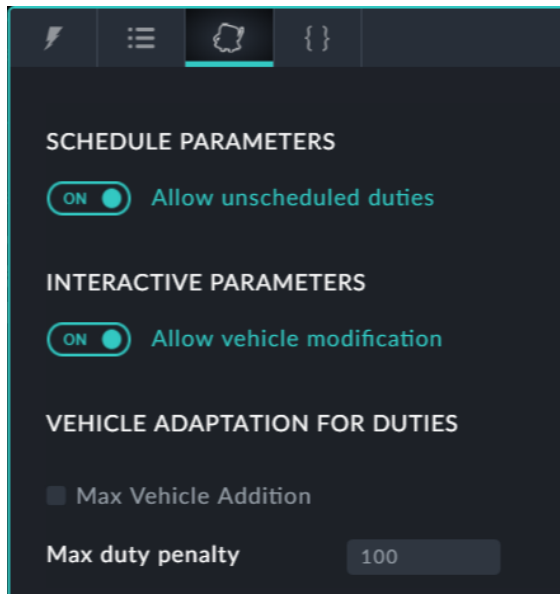 { }
SCHEDULE PARAMETERS
ON Allow unscheduled duties
INTERACTIVE PARAMETERS
ON Allow vehicle modification
VEHICLE ADAPTATION FOR DUTIES
Max Vehicle Addition
Max duty penalty 100